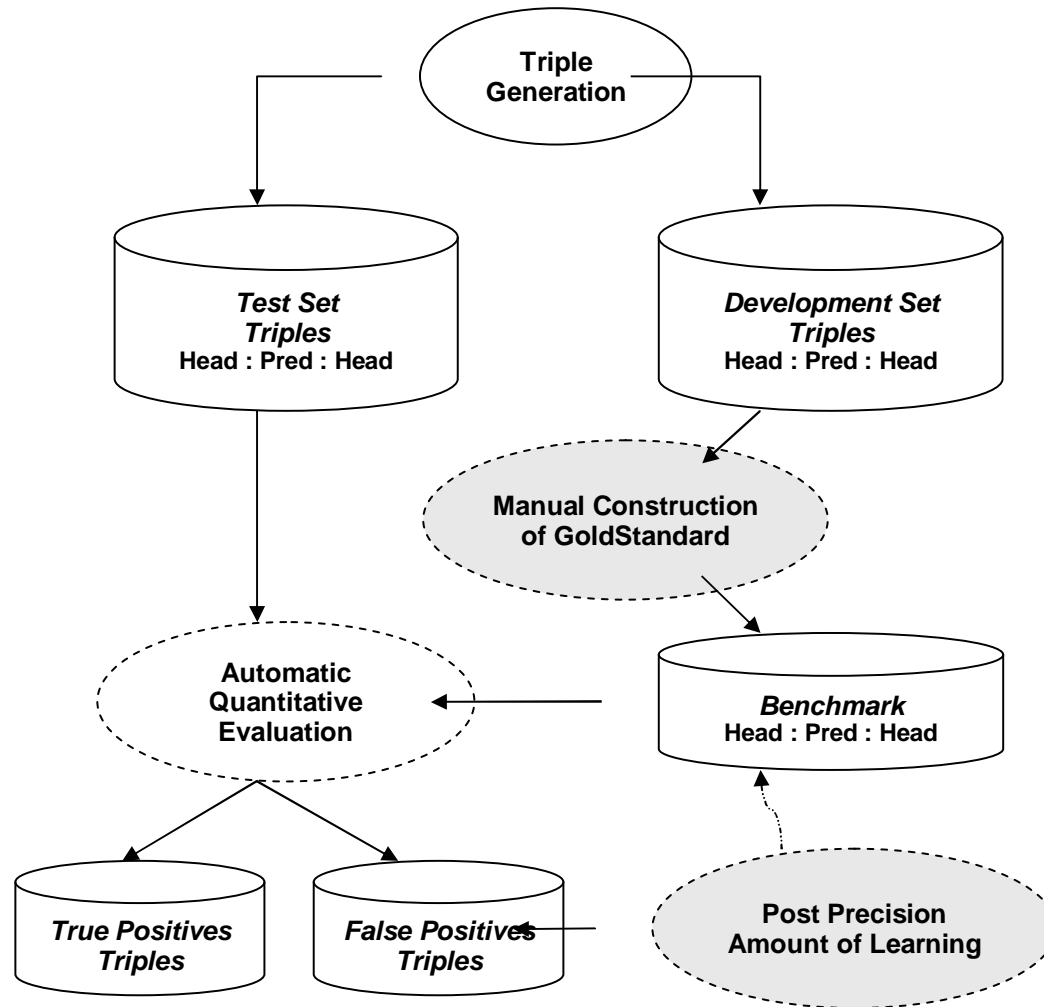 Triple
Generation
Test Set
Triples
Head : Pred : Head
Development Set
Triples
Head : Pred : Head
Manual Construction
of GoldStandard
Automatic
Quantitative
Evaluation
Benchmark
Head : Pred : Head
True Positives
Triples
False Positives
Triples
Post Precision
Amount of Learning